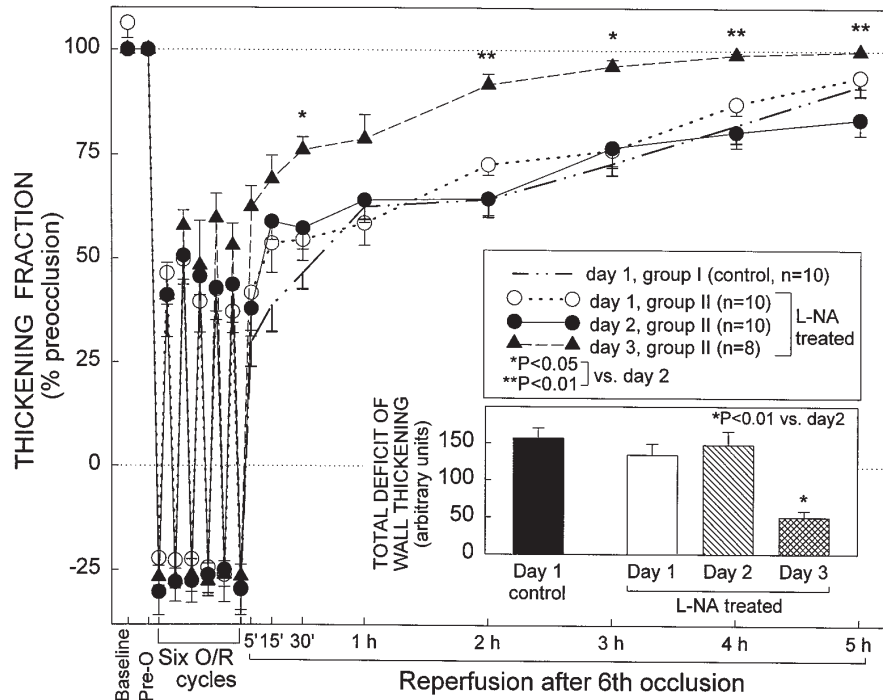 THICKENING FRACTION
(% preocclusion)
100
75
50
25
0
-25
** * ** **
*
day 1, group I (control, n=10)
day 1, group II (n=10)
day 2, group II (n=10)
day 3, group II (n=8)
L-NA
treated
*P<0.05
**P<0.01
vs. day 2
TOTAL DEFICIT OF
WALL THICKENING
(arbitrary units)
150
100
50
0
*P<0.01 vs. day2
*
Day 1
control
Day 1 Day 2 Day 3
L-NA treated
Baseline
Pre-O
Six O/R
cycles
5' 15' 30' 1 h 2 h 3 h 4 h 5 h
Reperfusion after 6th occlusion